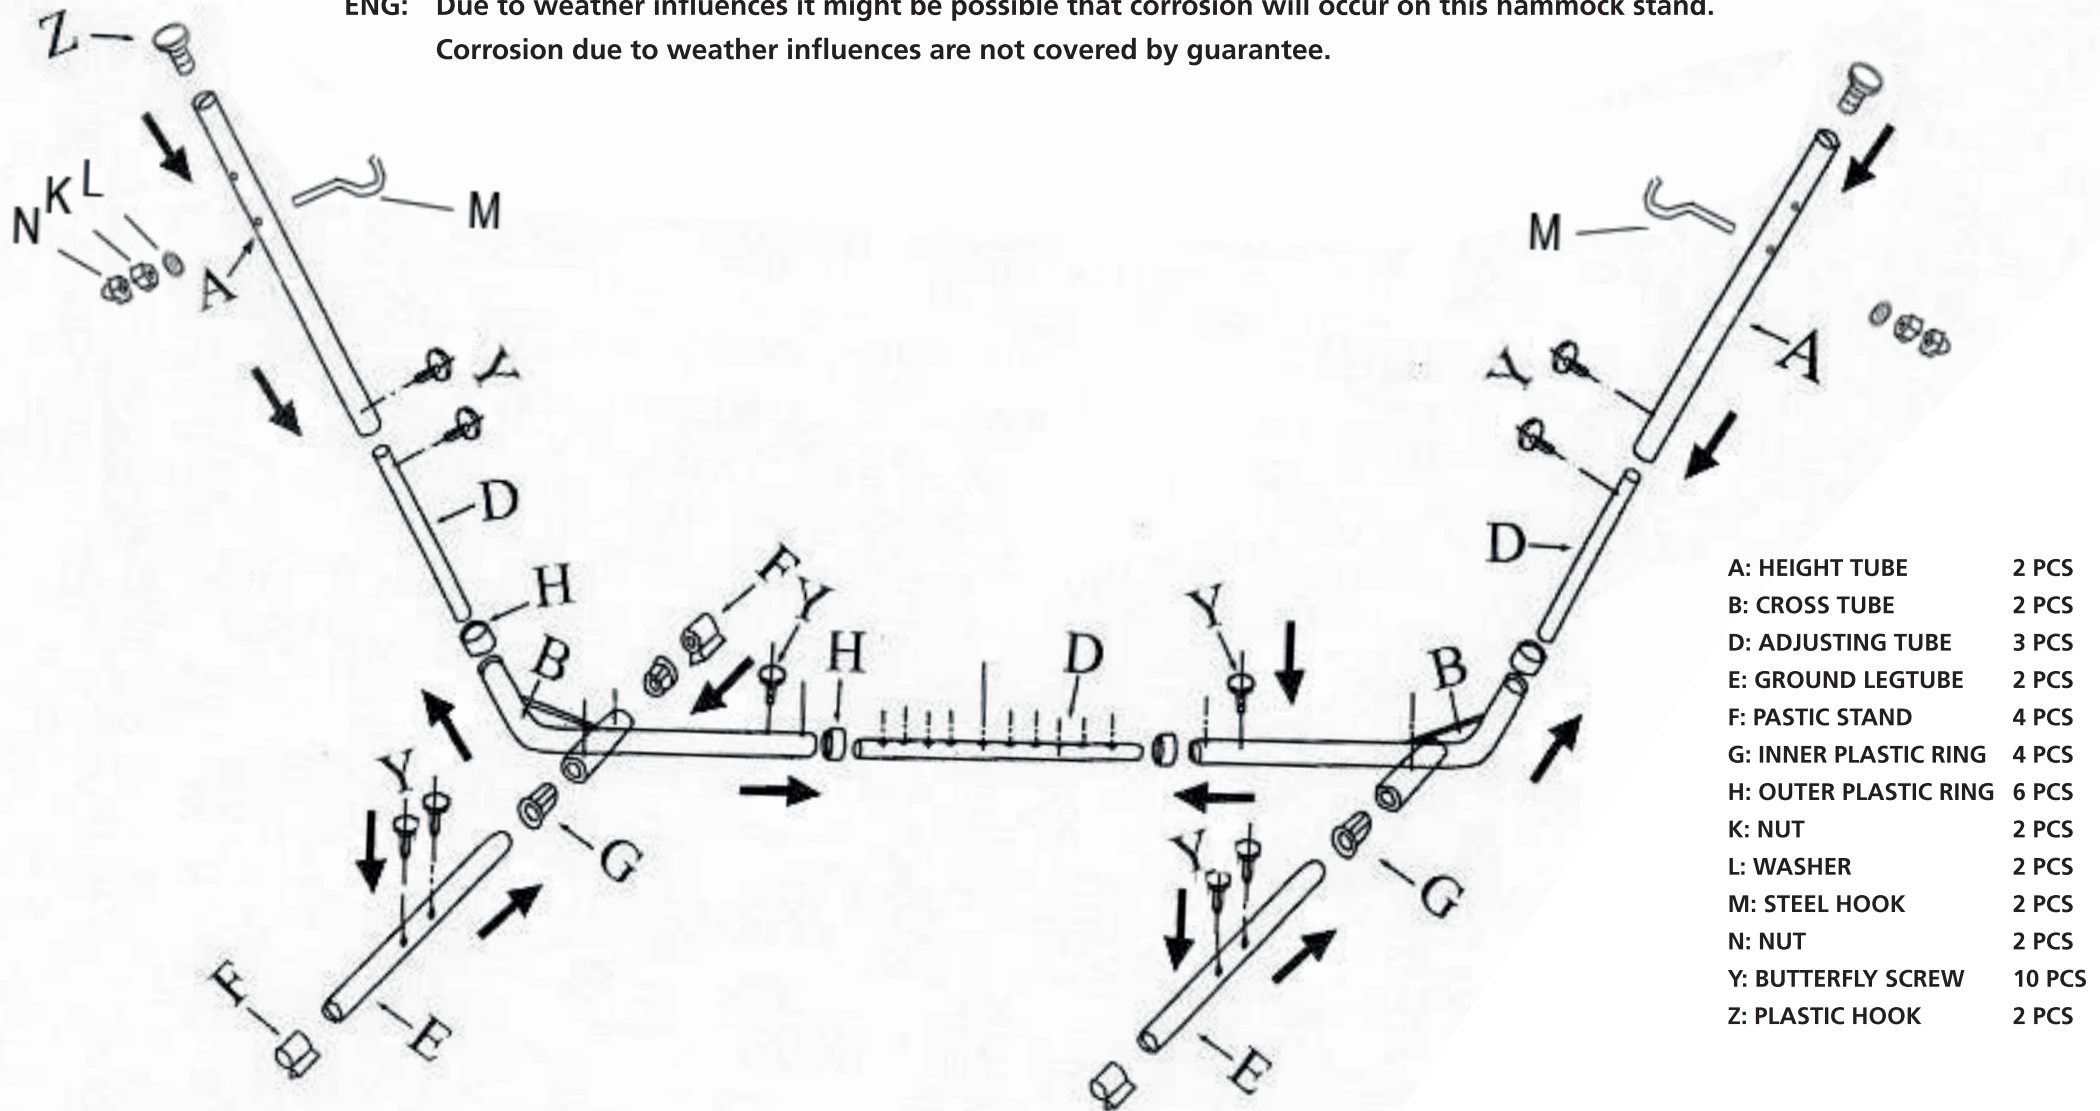 ENG: Due to weather influences it might be possible that corrosion will occur on this hammock stand.
Corrosion due to weather influences are not covered by guarantee.
Z
N K L
M
A
Y
D
H
B
F
Y
H
D
Y
B
D
Y
M
A
Y
G
F
E
Y
G
E
A: HEIGHT TUBE 2 PCS
B: CROSS TUBE 2 PCS
D: ADJUSTING TUBE 3 PCS
E: GROUND LEGTUBE 2 PCS
F: PASTIC STAND 4 PCS
G: INNER PLASTIC RING 4 PCS
H: OUTER PLASTIC RING 6 PCS
K: NUT 2 PCS
L: WASHER 2 PCS
M: STEEL HOOK 2 PCS
N: NUT 2 PCS
Y: BUTTERFLY SCREW 10 PCS
Z: PLASTIC HOOK 2 PCS